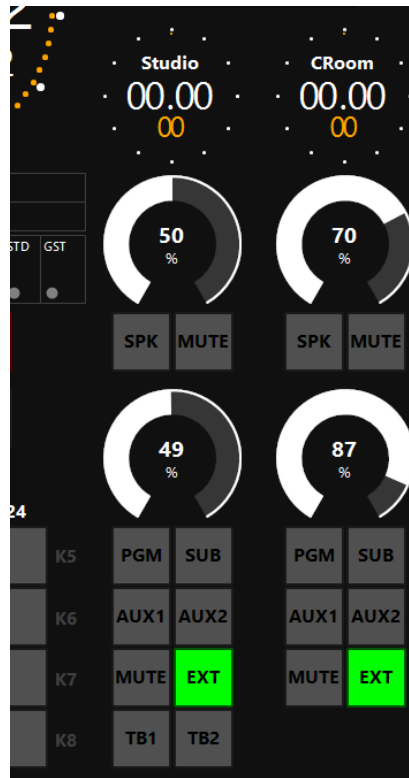 2
Studio CRoom
00.00 00.00
00 00
STD GST
50 70
% %
SPK MUTE SPK MUTE
49 87
% %
24
K5 PGM SUB PGM SUB
K6 AUX1 AUX2 AUX1 AUX2
K7 MUTE EXT MUTE EXT
K8 TB1 TB2